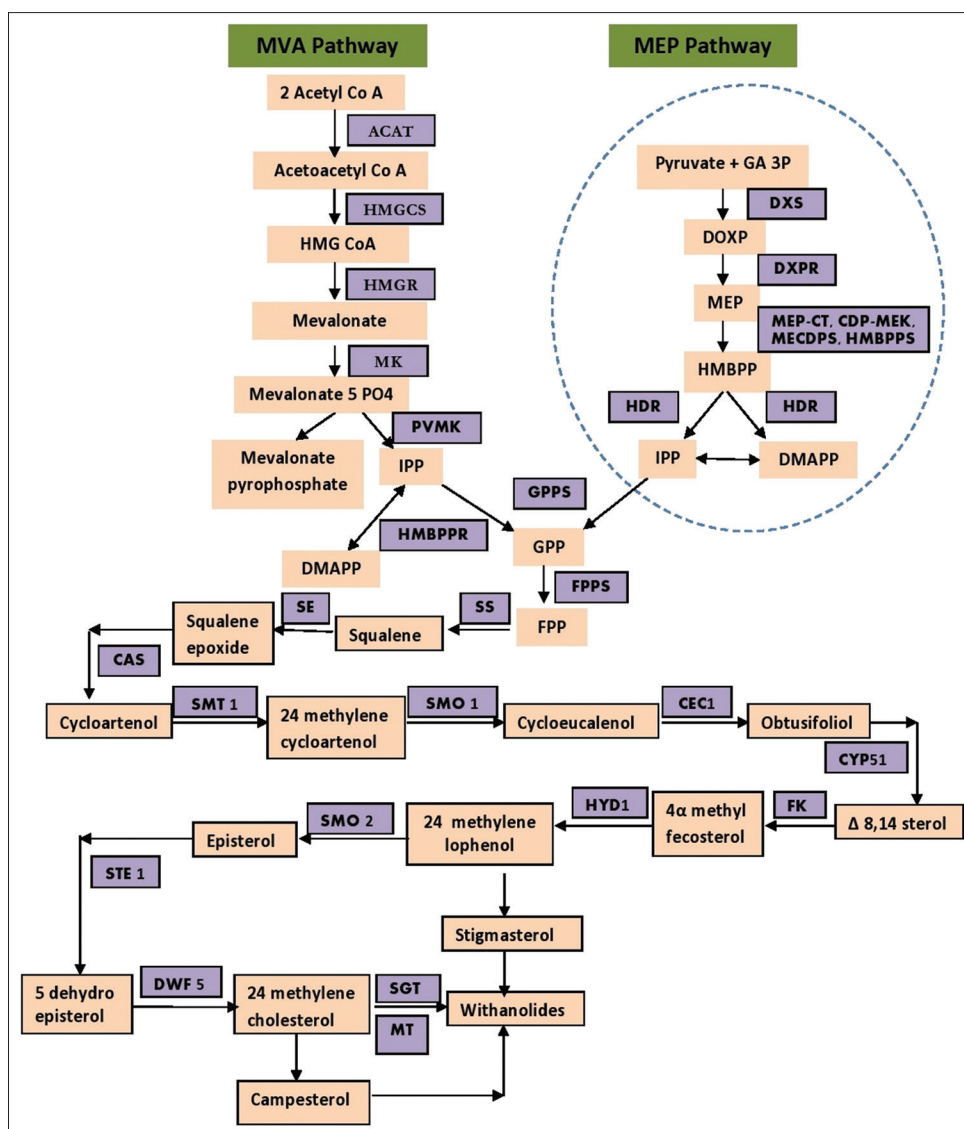 MVA Pathway
MEP Pathway
2 Acetyl Co A
ACAT
Acetoacetyl Co A
HMGCS
HMG CoA
HMGR
Mevalonate
MK
Mevalonate 5 PO4
PVMK
Mevalonate
pyrophosphate
IPP
HMBPPR
DMAPP
Pyruvate + GA 3P
DXS
DOXP
DXPR
MEP
MEP-CT, CDP-MEK,
MECDPS, HMBPPS
HMBPP
HDR
HDR
IPP
DMAPP
GPPS
GPP
FPPS
FPP
SS
Squalene
SE
Squalene
epoxide
CAS
Cycloartenol
SMT 1
24 methylene
cycloartenol
SMO 1
Cycloeucalenol
CEC1
Obtusifoliol
CYP51
Δ 8,14 sterol
FK
4α methyl
fecosterol
HYD1
24 methylene
lophenol
SMO 2
Episterol
STE 1
Stigmasterol
5 dehydro
episterol
DWF 5
24 methylene
cholesterol
SGT
MT
Withanolides
Campesterol